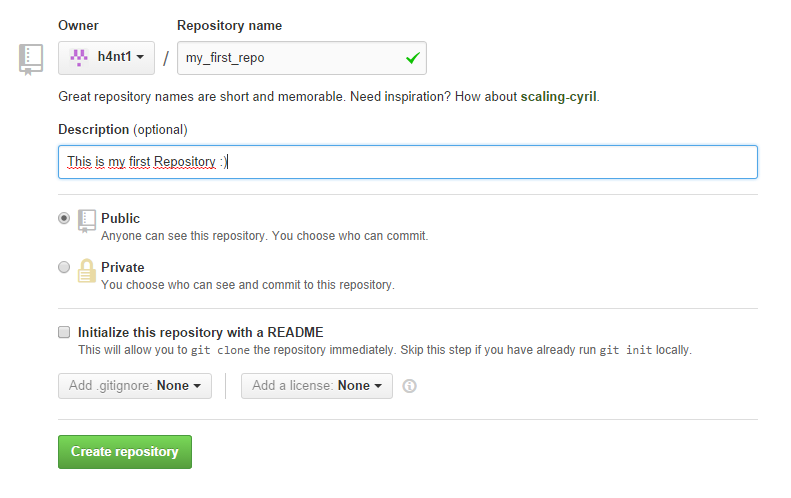 Owner Repository name
h4nt1 / my_first_repo
Great repository names are short and memorable. Need inspiration? How about scaling-cyril.
Description (optional)
This is my first Repository :)
Public
Anyone can see this repository. You choose who can commit.
Private
You choose who can see and commit to this repository.
Initialize this repository with a README
This will allow you to git clone the repository immediately. Skip this step if you have already run git init locally.
Add .gitignore: None Add a license: None
Create repository